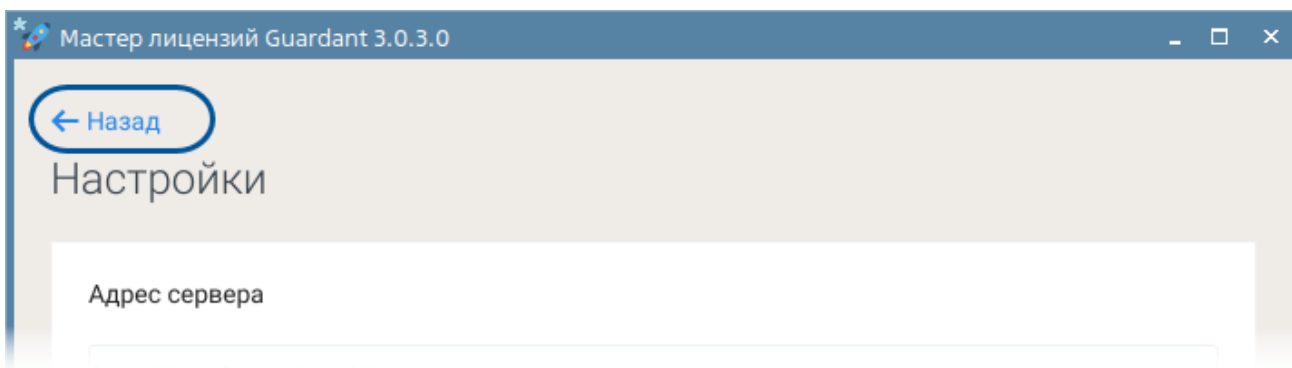 Мастер лицензий Guardant 3.0.3.0
← Назад
Настройки
Адрес сервера